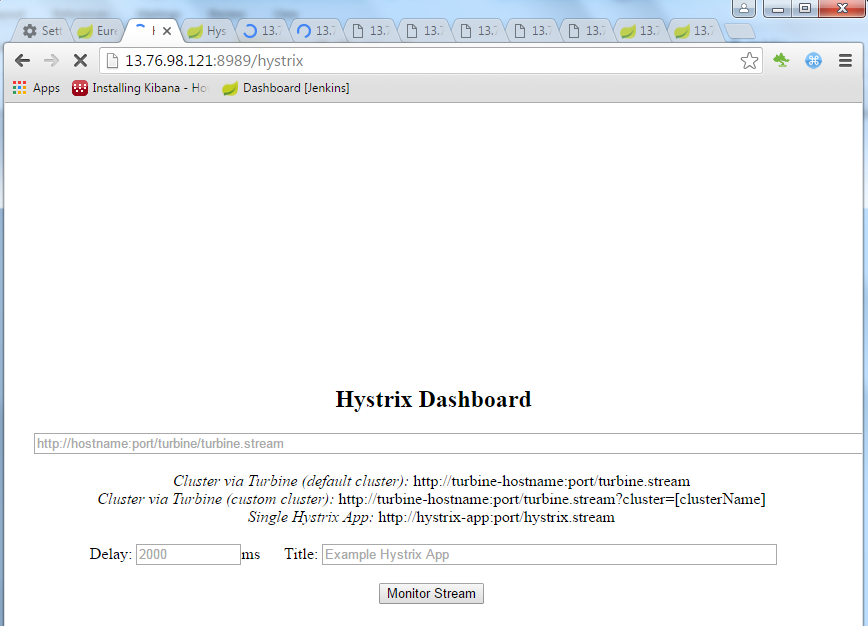 Sett
Eure
Hys
13.7
13.7
13.7
13.7
13.7
13.7
13.7
13.7
13.7
13.76.98.121:8989/hystrix
Apps
Installing Kibana - Ho
Dashboard [Jenkins]
Hystrix Dashboard
http://hostname:port/turbine/turbine.stream
Cluster via Turbine (default cluster): http://turbine-hostname:port/turbine.stream
Cluster via Turbine (custom cluster): http://turbine-hostname:port/turbine.stream?cluster=[clusterName]
Single Hystrix App: http://hystrix-app:port/hystrix.stream
Delay: 2000 ms Title: Example Hystrix App
Monitor Stream